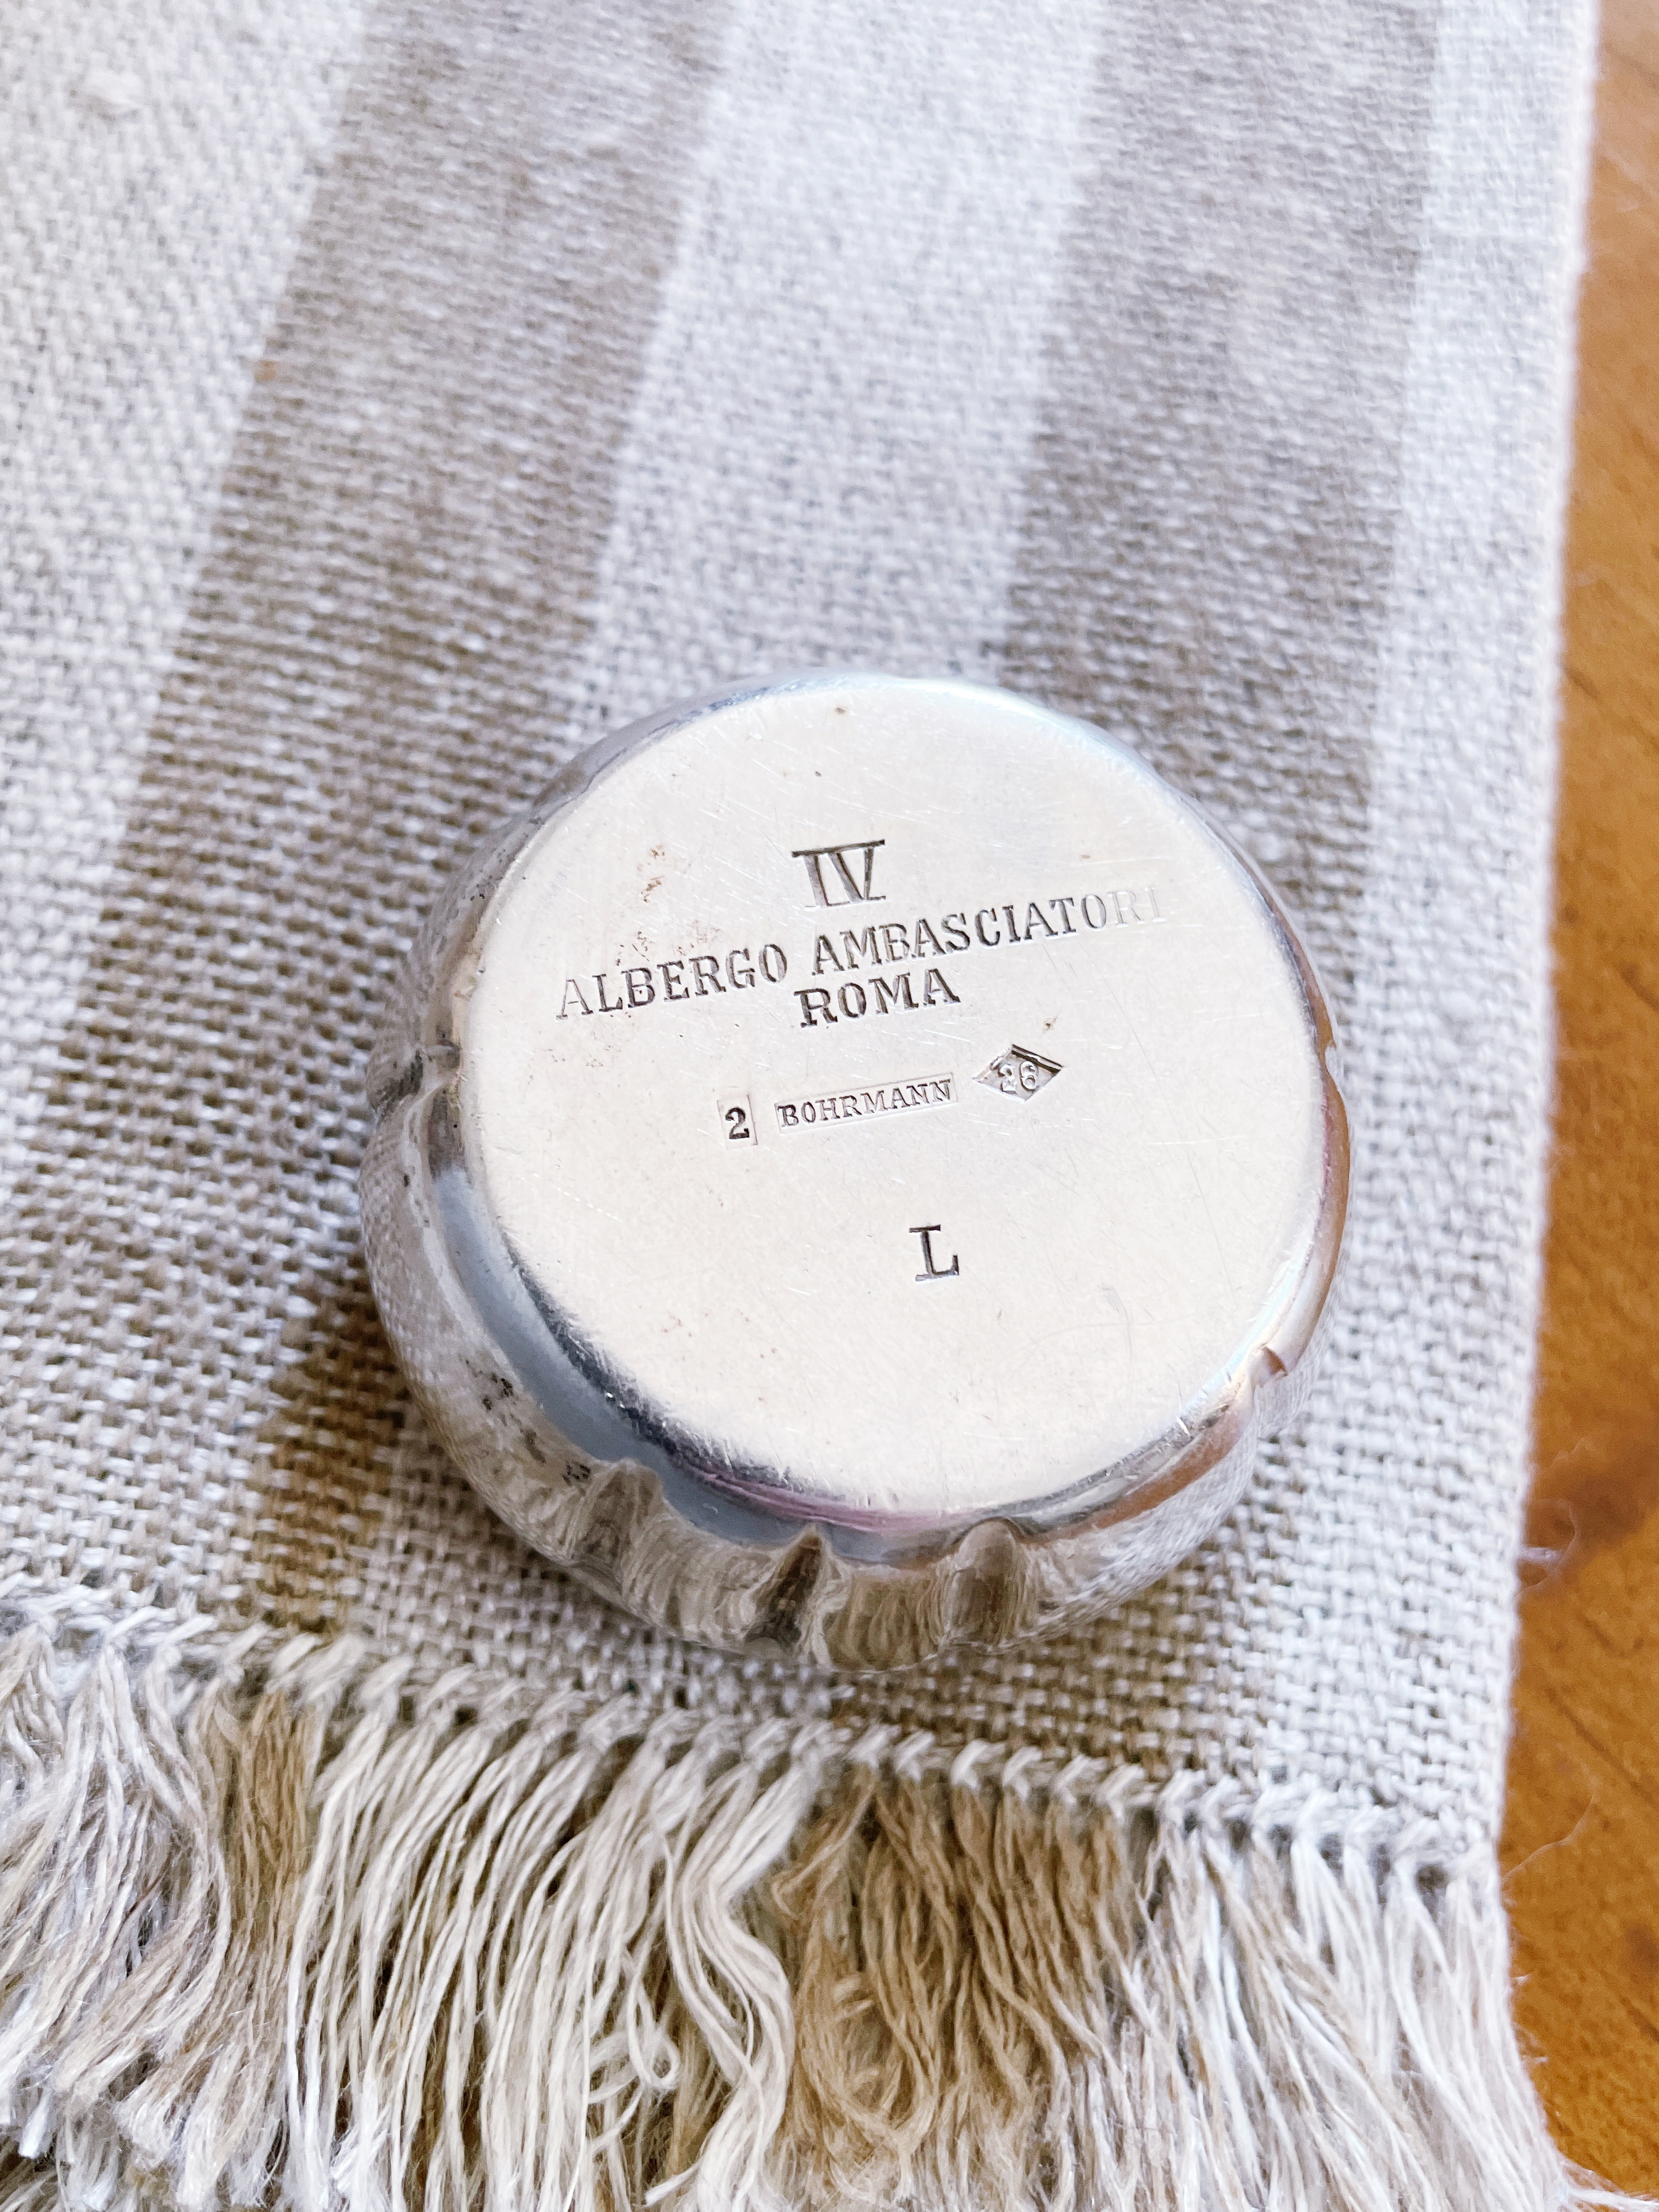 IV
ALBERGO AMBASCIATORI
ROMA
2 BOHRMANN 26
L